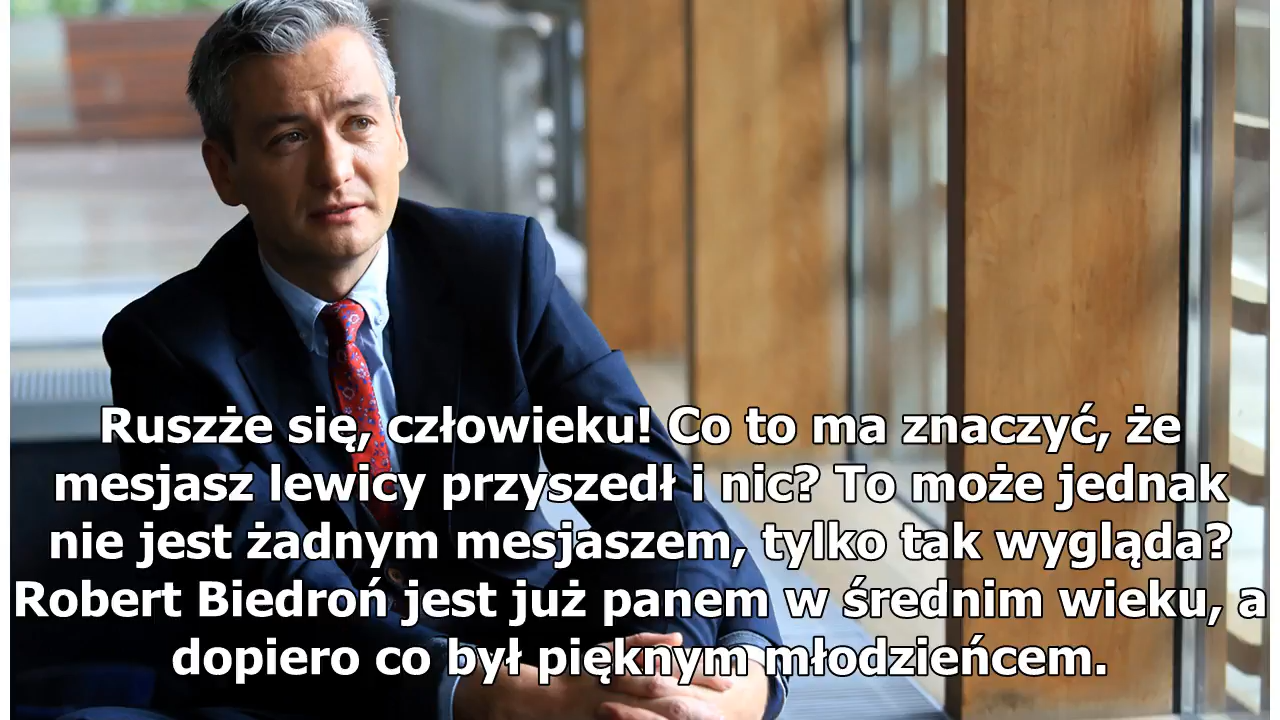 Ruszże się, człowieku! Co to ma znaczyć, że
mesjasz lewicy przyszedł i nic? To może jednak
nie jest żadnym mesjaszem, tylko tak wygląda?
Robert Biedroń jest już panem w średnim wieku, a
dopiero co był pięknym młodzieńcem.